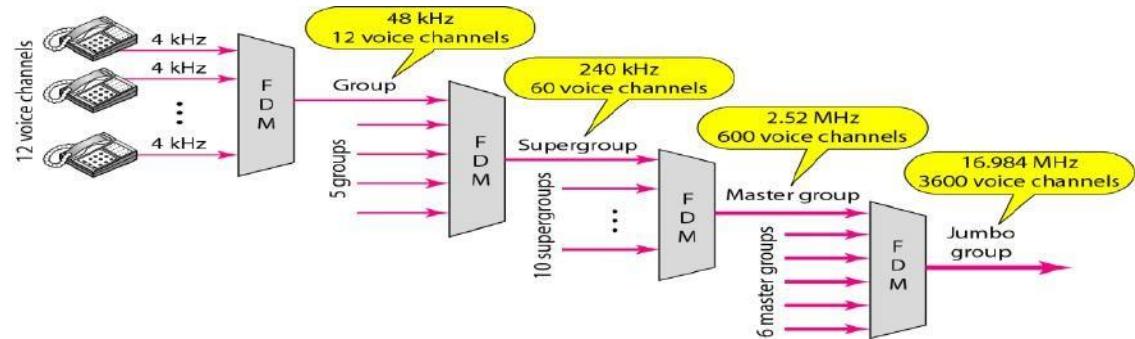 12 voice channels
4 kHz
4 kHz
4 kHz
F
D
M
48 kHz
12 voice channels
Group
5 groups
F
D
M
240 kHz
60 voice channels
Supergroup
10 supergroups
F
D
M
2.52 MHz
600 voice channels
Master group
6 master groups
F
D
M
16.984 MHz
3600 voice channels
Jumbo
group